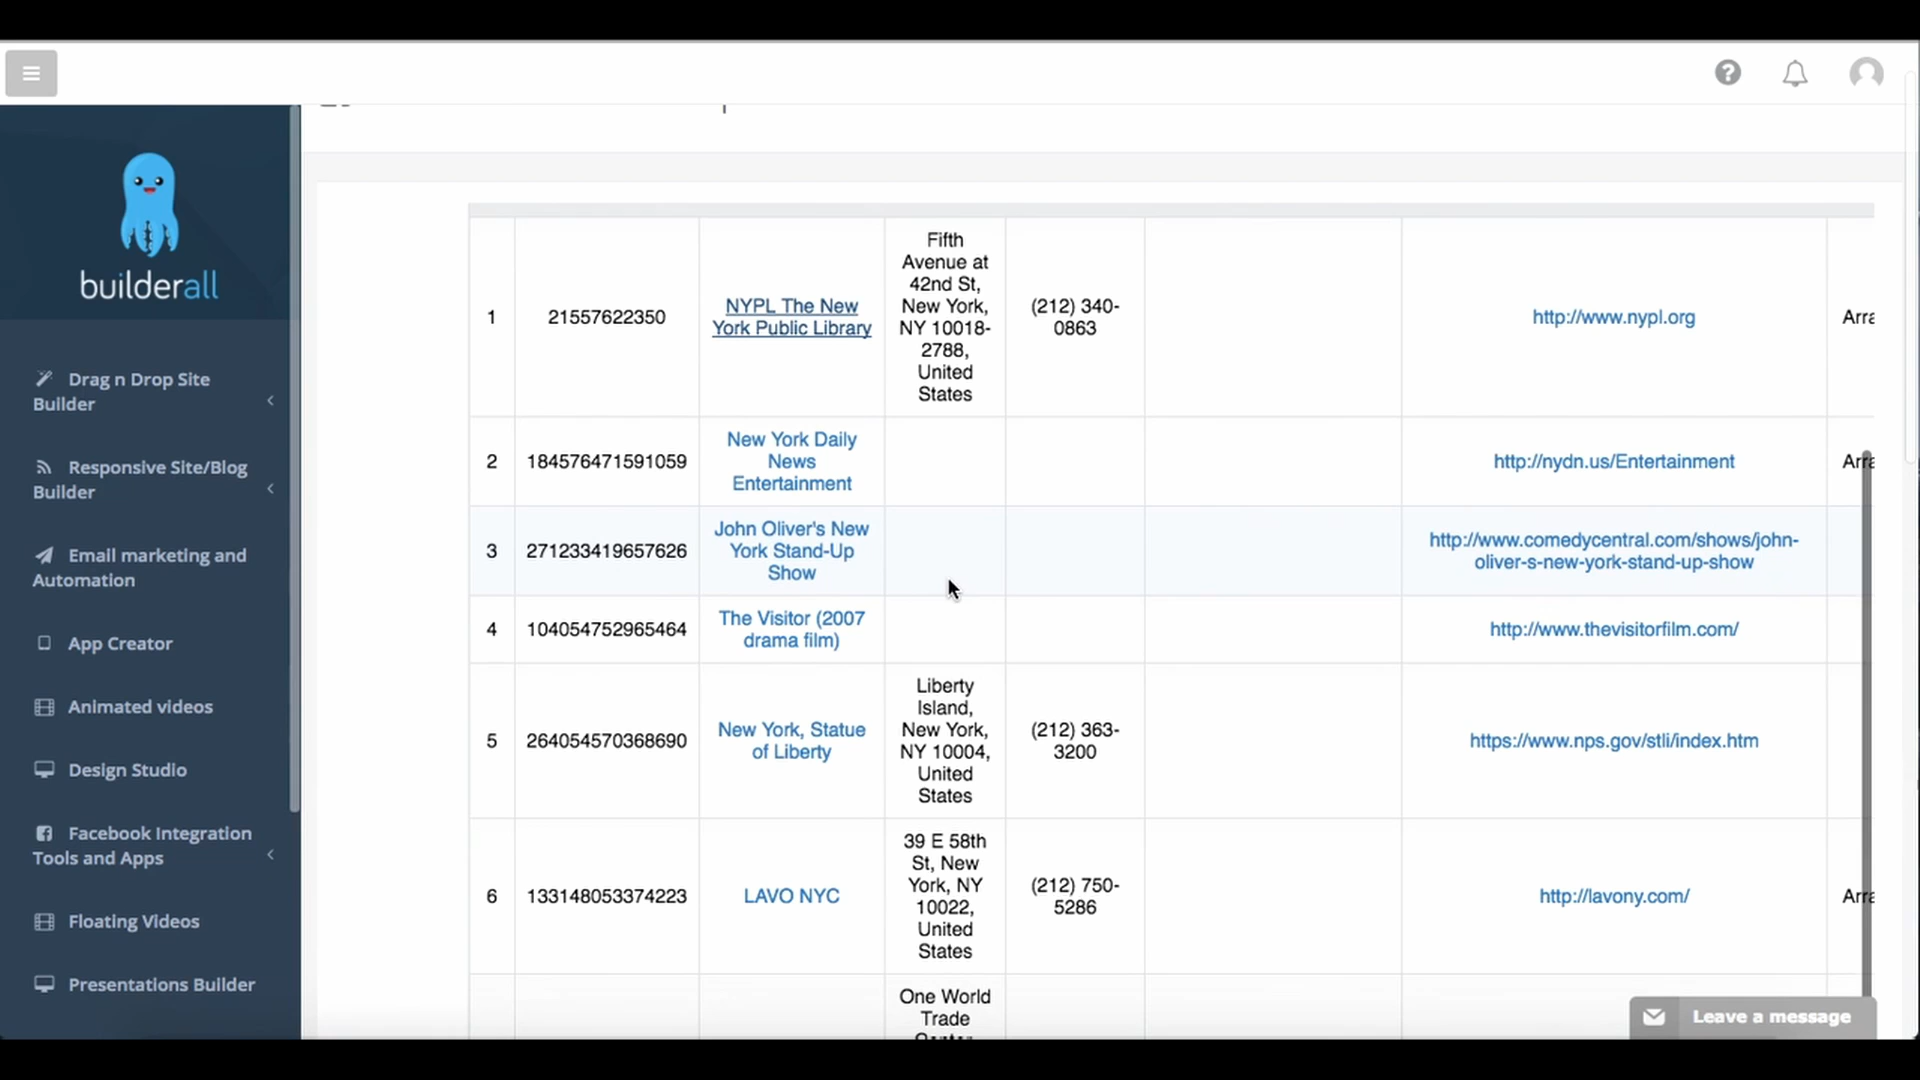 builderall
Drag n Drop Site
Builder
Responsive Site/Blog
Builder
Email marketing and
Automation
App Creator
Animated videos
Design Studio
Facebook Integration
Tools and Apps
Floating Videos
Presentations Builder
1
21557622350
NYPL The New
York Public Library
Fifth
Avenue at
42nd St,
New York,
NY 10018-
2788,
United
States
(212) 340-
0863
http://www.nypl.org
Arra
2
184576471591059
New York Daily
News
Entertainment
http://nydn.us/Entertainment
Arra
3
271233419657626
John Oliver's New
York Stand-Up
Show
http://www.comedycentral.com/shows/john-
oliver-s-new-york-stand-up-show
4
104054752965464
The Visitor (2007
drama film)
http://www.thevisitorfilm.com/
5
264054570368690
New York, Statue
of Liberty
Liberty
Island,
New York,
NY 10004,
United
States
(212) 363-
3200
https://www.nps.gov/stli/index.htm
6
133148053374223
LAVO NYC
39 E 58th
St, New
York, NY
10022,
United
States
(212) 750-
5286
http://lavony.com/
Arra
One World
Trade
Leave a message